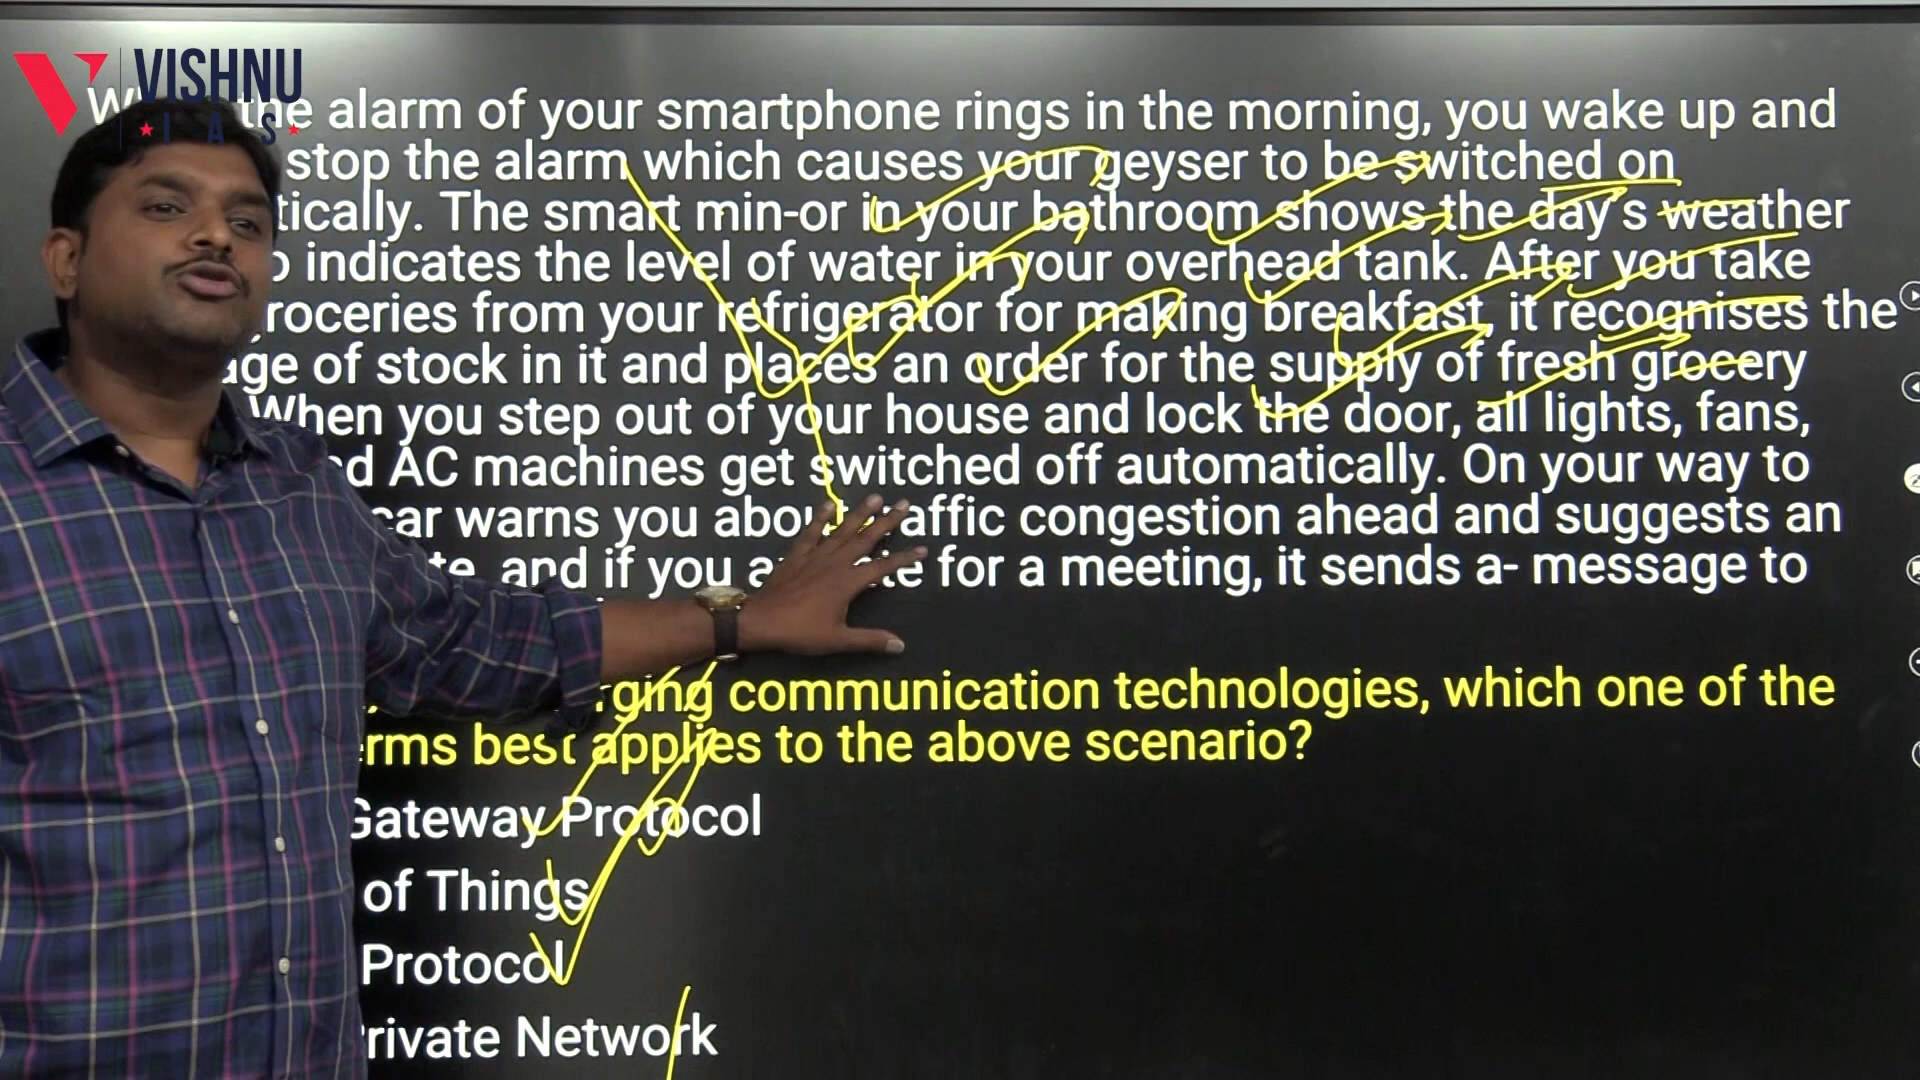 VISHNU
IAS
the alarm of your smartphone rings in the morning, you wake up and
stop the alarm which causes your geyser to be switched on
tically. The smart min-or in your bathroom shows the day's weather
indicates the level of water in your overhead tank. After you take
roceries from your refrigerator for making breakfast, it recognises the
age of stock in it and places an order for the supply of fresh grocery
When you step out of your house and lock the door, all lights, fans,
AC machines get switched off automatically. On your way to
car warns you about traffic congestion ahead and suggests an
and if you for a meeting, it sends a- message to
rging communication technologies, which one of the
erms best applies to the above scenario?
Gateway Protocol
of Things
Protocol
Private Network